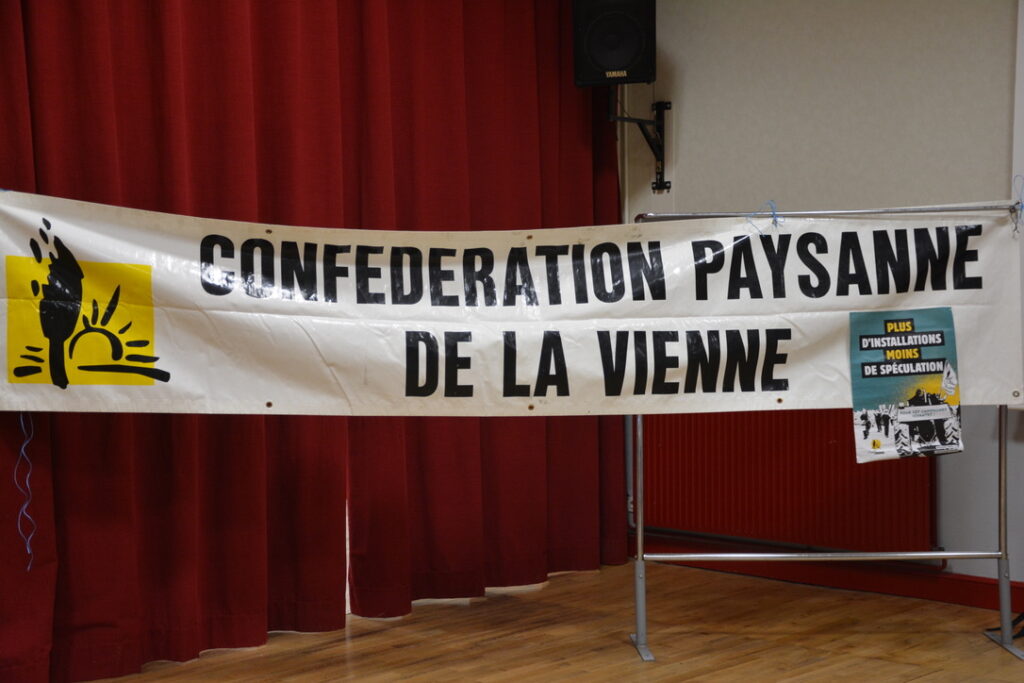 YAMAHA
CONFEDERATION PAYSANNE
DE LA VIENNE
PLUS
D'INSTALLATIONS
MOINS
DE SPÉCULATION